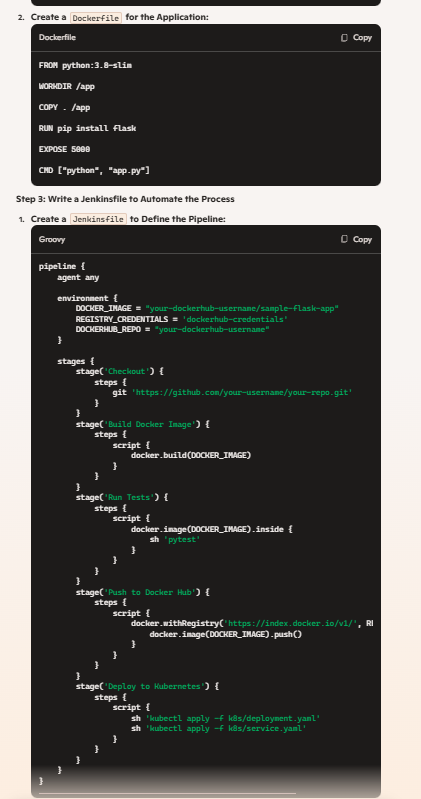 2. Create a Dockerfile for the Application:
Dockerfile
Copy
FROM python:3.8-slim
WORKDIR /app
COPY . /app
RUN pip install flask
EXPOSE 5000
CMD ["python", "app.py"]
Step 3: Write a Jenkinsfile to Automate the Process
1. Create a Jenkinsfile to Define the Pipeline:
Groovy
Copy
pipeline {
    agent any
    environment {
        DOCKER_IMAGE = "your-dockerhub-username/sample-flask-app"
        REGISTRY_CREDENTIALS = 'dockerhub-credentials'
        DOCKERHUB_REPO = "your-dockerhub-username"
    }
    stages {
        stage('Checkout') {
            steps {
                git 'https://github.com/your-username/your-repo.git'
            }
        }
        stage('Build Docker Image') {
            steps {
                script {
                    docker.build(DOCKER_IMAGE)
                }
            }
        }
        stage('Run Tests') {
            steps {
                script {
                    docker.image(DOCKER_IMAGE).inside {
                        sh 'pytest'
                    }
                }
            }
        }
        stage('Push to Docker Hub') {
            steps {
                script {
                    docker.withRegistry('https://index.docker.io/v1/',
                        docker.image(DOCKER_IMAGE).push()
                    }
                }
            }
        }
        stage('Deploy to Kubernetes') {
            steps {
                script {
                    sh 'kubectl apply -f k8s/deployment.yaml'
                    sh 'kubectl apply -f k8s/service.yaml'
                }
            }
        }
    }
}